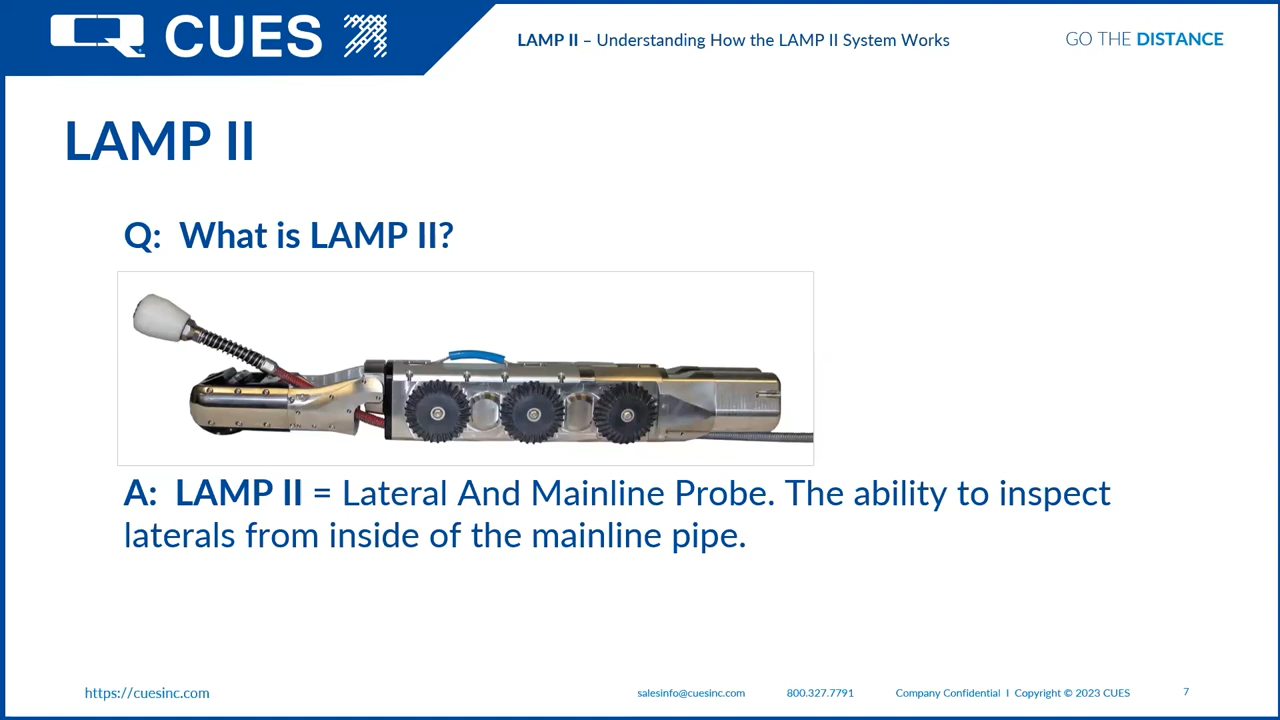 CUES
LAMP II – Understanding How the LAMP II System Works
GO THE DISTANCE
LAMP II
Q: What is LAMP II?
A: LAMP II = Lateral And Mainline Probe. The ability to inspect
laterals from inside of the mainline pipe.
https://cuesinc.com
salesinfo@cuesinc.com
800.327.7791
Company Confidential I Copyright © 2023 CUES
7